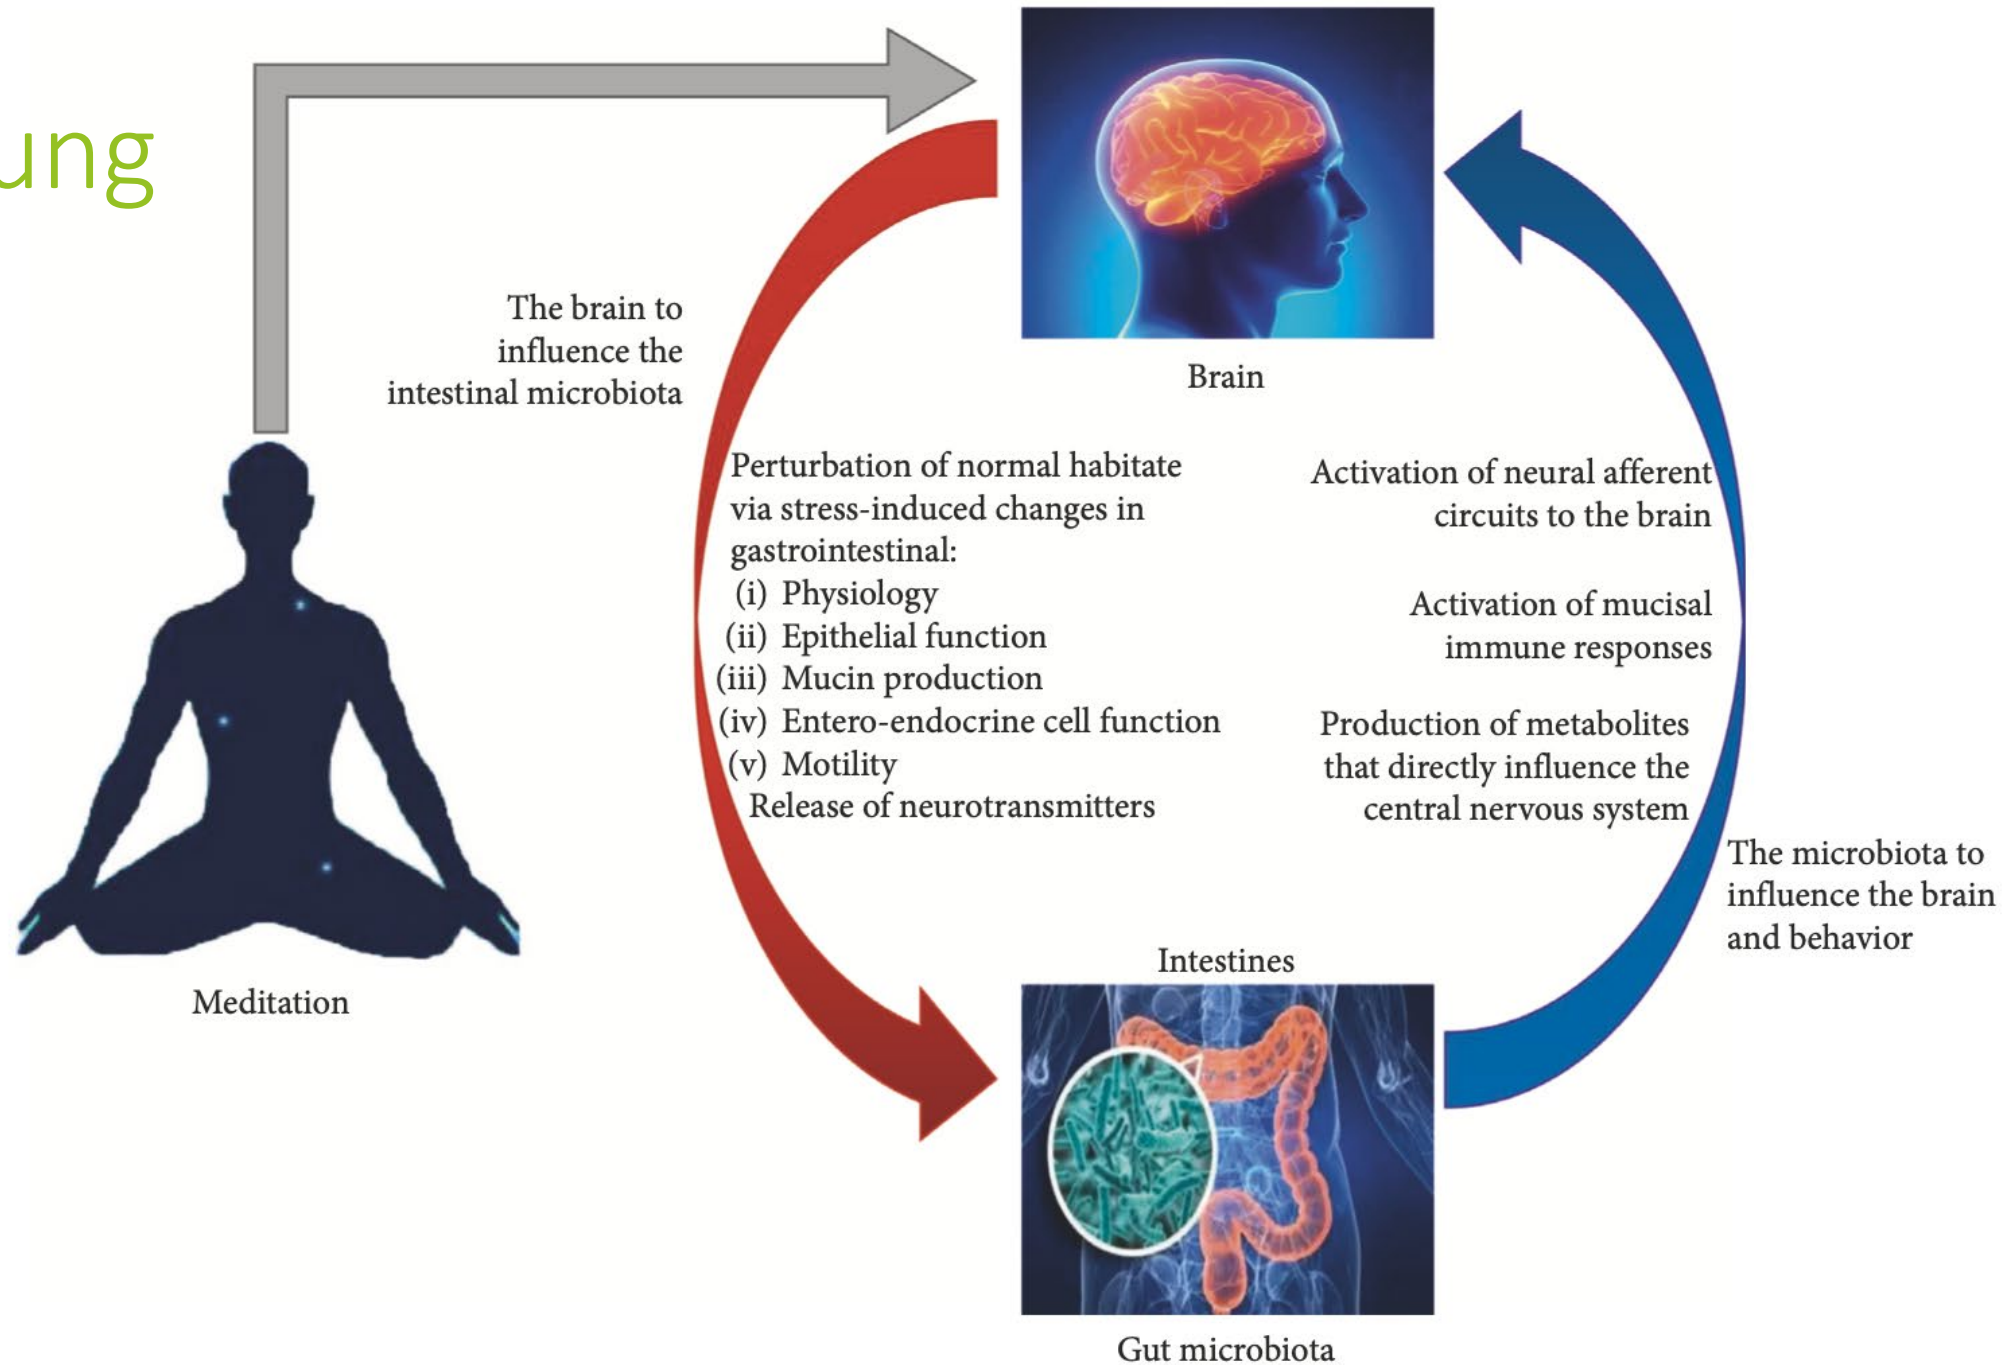 ung
The brain to
influence the
intestinal microbiota
Brain
Perturbation of normal habitate
via stress-induced changes in
gastrointestinal:
(i) Physiology
(ii) Epithelial function
(iii) Mucin production
(iv) Entero-endocrine cell function
(v) Motility
Release of neurotransmitters
Activation of neural afferent
circuits to the brain
Activation of mucisal
immune responses
Production of metabolites
that directly influence the
central nervous system
The microbiota to
influence the brain
and behavior
Meditation
Intestines
Gut microbiota